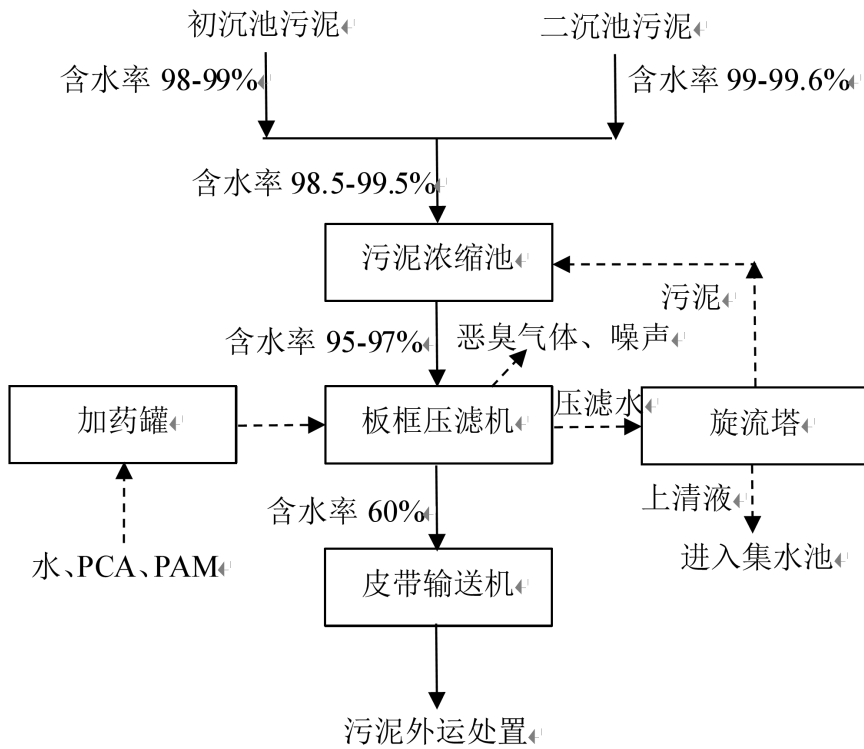 初沉池污泥
二沉池污泥
含水率 98-99%
含水率 99-99.6%
含水率 98.5-99.5%
污泥浓缩池
污泥
含水率 95-97%
恶臭气体、噪声
加药罐
板框压滤机
压滤水
旋流塔
含水率 60%
上清液
水、PCA、PAM
皮带输送机
进入集水池
污泥外运处置